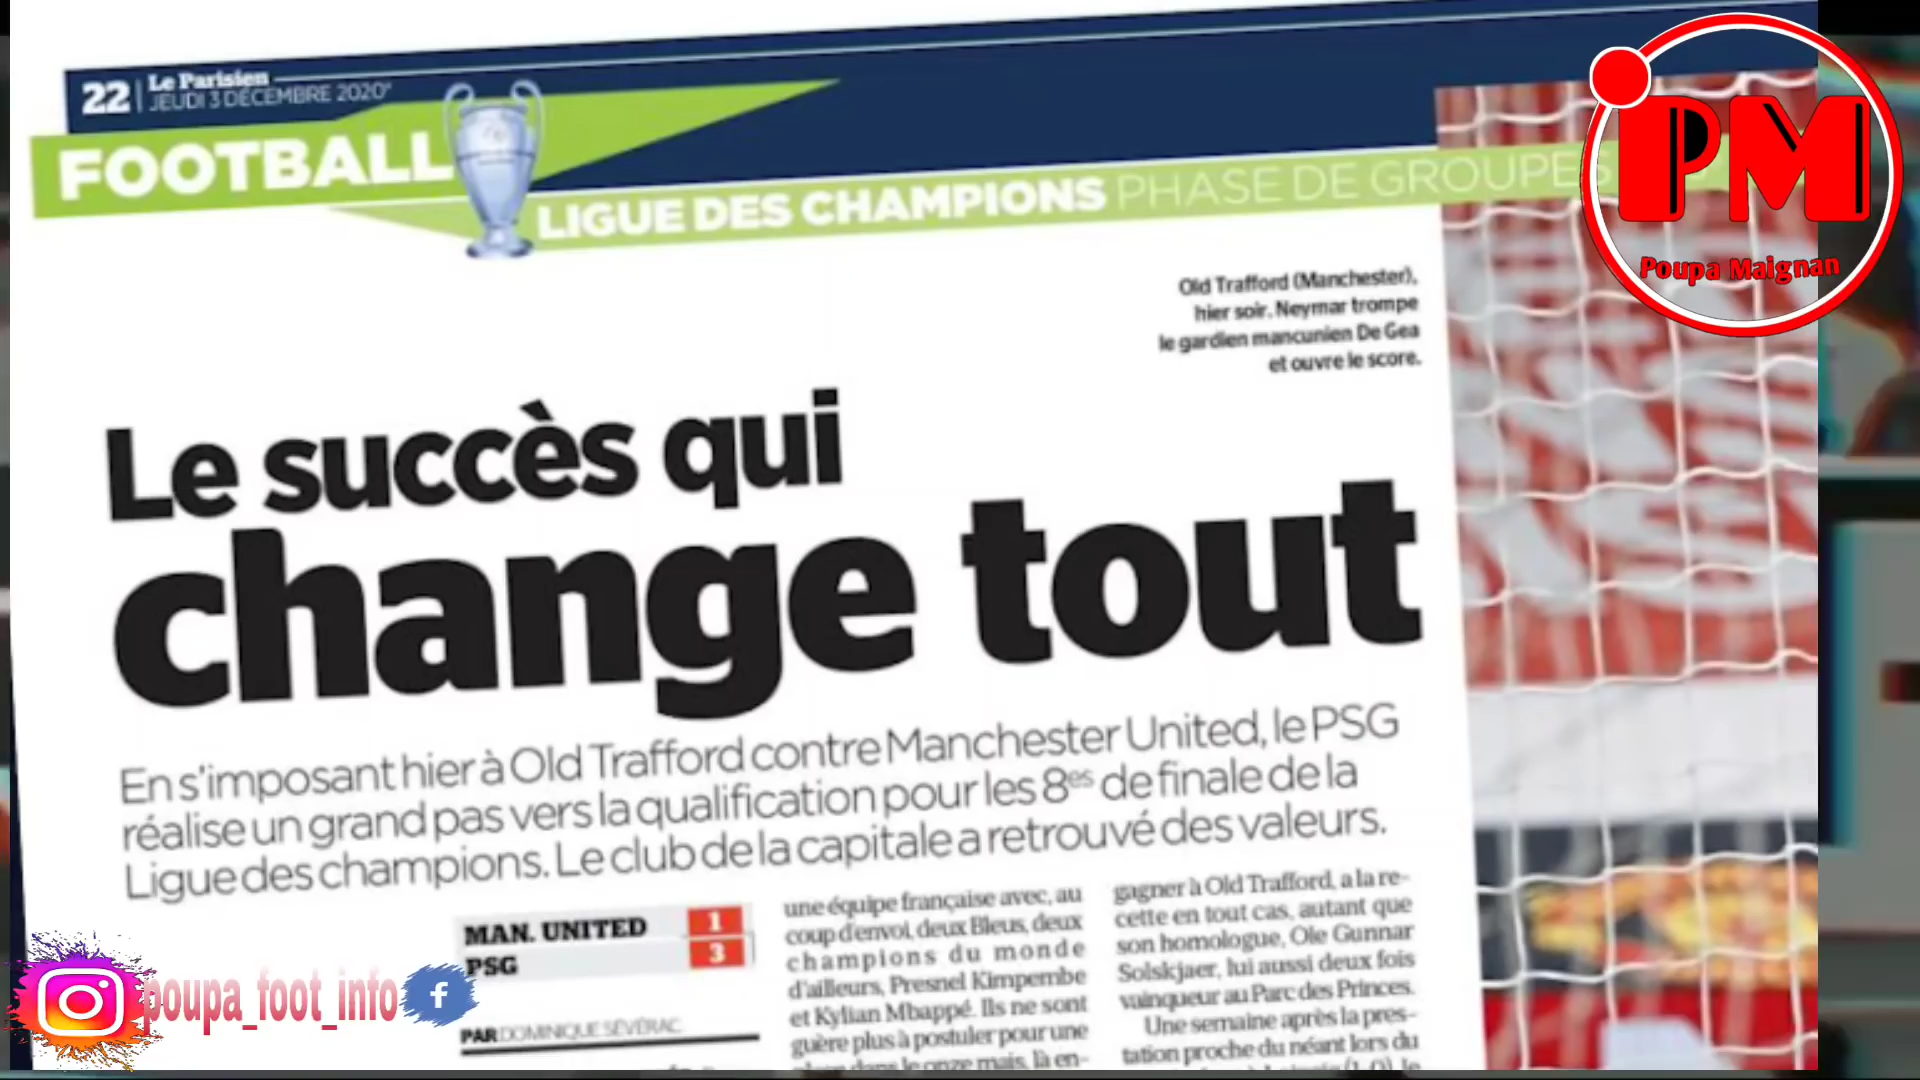 22 Le Parisien
JEUDI 3 DÉCEMBRE 2020
FOOTBALL
LIGUE DES CHAMPIONS PHASE DE GROUPES
PM
Poupa Maignan
Old Trafford (Manchester),
hier soir. Neymar trompe
le gardien mancunien De Gea
et ouvre le score.
Le succès qui
change tout
En s'imposant hier à Old Trafford contre Manchester United, le PSG
réalise un grand pas vers la qualification pour les 8es de finale de la
Ligue des champions. Le club de la capitale a retrouvé des valeurs.
MAN. UNITED 1
PSG 3
PAR DOMINIQUE SÉVÉRAC
une équipe française avec, au
coup d'envoi, deux Bleus, deux
champions du monde
d'ailleurs, Presnel Kimpembe
et Kylian Mbappé. Ils ne sont
guère plus à postuler pour une
place dans le onze mais, là en-
gagner à Old Trafford, a la re-
cette en tout cas, autant que
son homologue, Ole Gunnar
Solskjaer, lui aussi deux fois
vainqueur au Parc des Princes.
Une semaine après la pres-
tation proche du néant lors du
poupa_foot_info
f